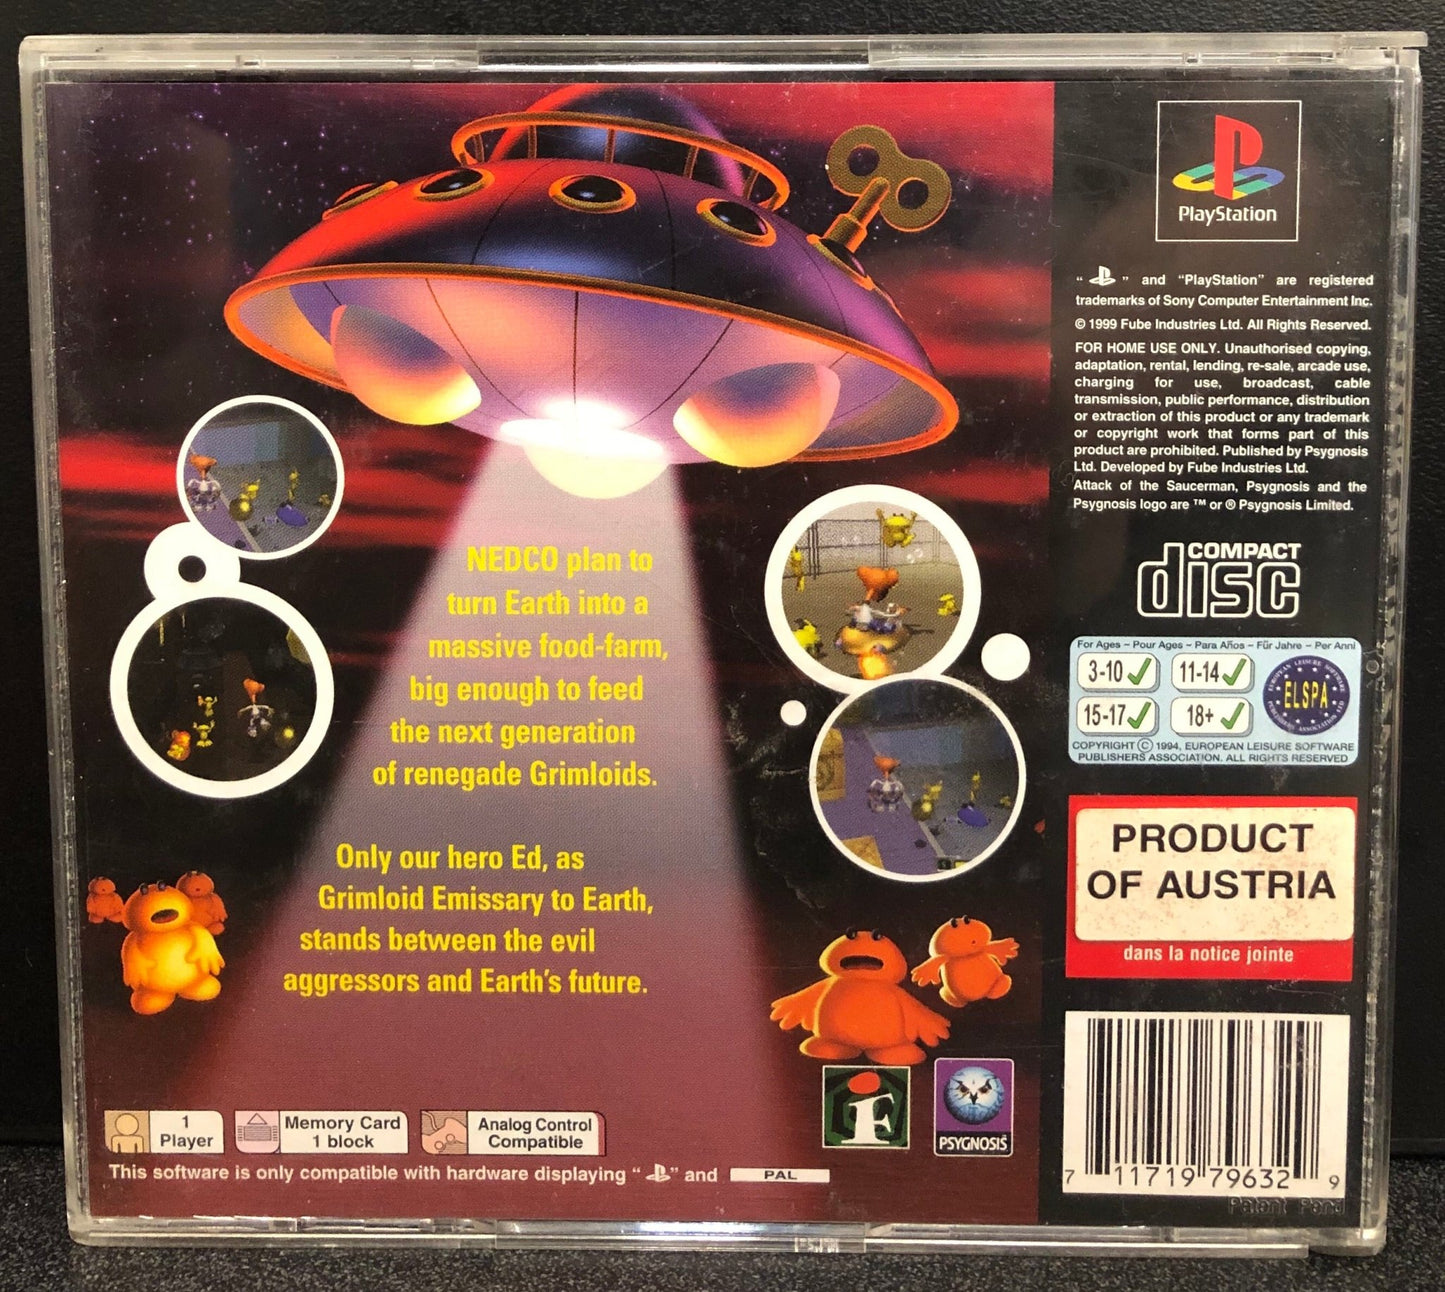 NEDCO plan to
turn Earth into a
massive food-farm,
big enough to feed
the next generation
of renegade Grimloids.
Only our hero Ed, as
Grimloid Emissary to Earth,
stands between the evil
aggressors and Earth's future.
1
Player
Memory Card
1 block
Analog Control
Compatible
This software is only compatible with hardware displaying " " and PAL
iF
PSYGNOSIS
PlayStation
" " and "PlayStation" are registered
trademarks of Sony Computer Entertainment Inc.
© 1999 Fube Industries Ltd. All Rights Reserved.
FOR HOME USE ONLY. Unauthorised copying,
adaptation, rental, lending, re-sale, arcade use,
charging for use, broadcast, cable
transmission, public performance, distribution
or extraction of this product or any trademark
or copyright work that forms part of this
product are prohibited. Published by Psygnosis
Ltd. Developed by Fube Industries Ltd.
Attack of the Saucerman, Psygnosis and the
Psygnosis logo are ™ or ® Psygnosis Limited.
COMPACT
disc
For Ages ~ Pour Ages ~ Para Años ~ Für Jahre ~ Per Anni
3-10 ✓ 11-14 ✓
15-17 ✓ 18+ ✓
EUROPEAN LEISURE SOFTWARE PUBLISHERS ASSOCIATION LTD
ELSPA
COPYRIGHT © 1994, EUROPEAN LEISURE SOFTWARE
PUBLISHERS ASSOCIATION. ALL RIGHTS RESERVED
PRODUCT
OF AUSTRIA
dans la notice jointe
7 11719 79632 9
Patent Pend